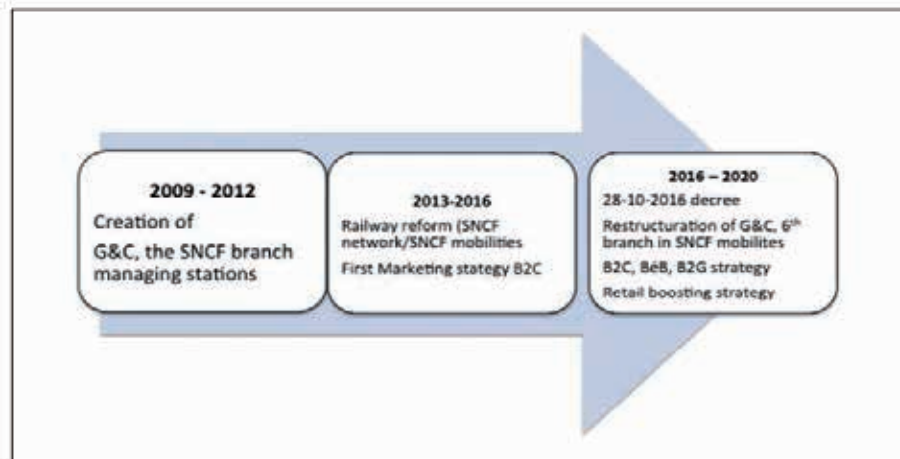 2009 - 2012
Creation of
G&C, the SNCF branch
managing stations
2013-2016
Railway reform (SNCF
network/SNCF mobilities
First Marketing stategy B2C
2016 – 2020
28-10-2016 decree
Restructuration of G&C, 6th
branch in SNCF mobilites
B2C, BéB, B2G strategy
Retail boosting strategy